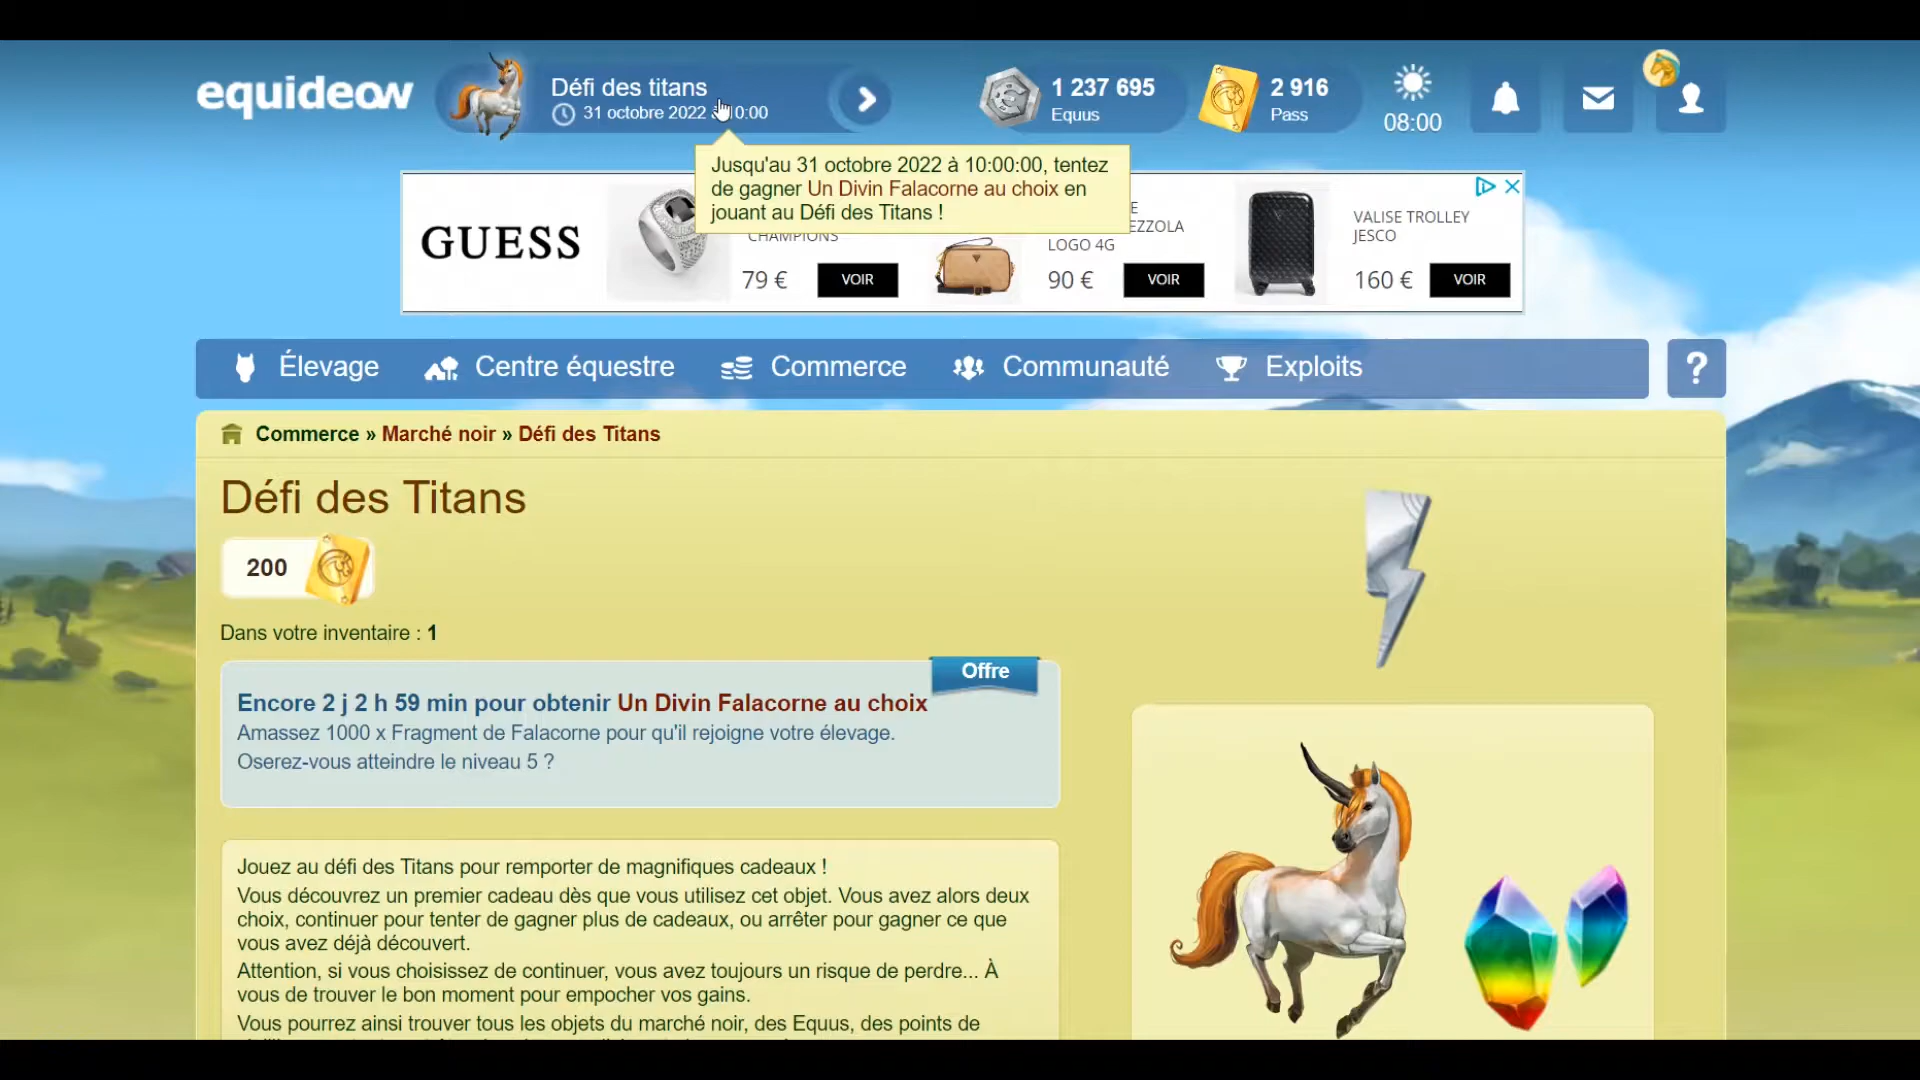 equideow
Défi des titans
31 octobre 2022 0:00
1 237 695
Equus
2 916
Pass
08:00
Jusqu'au 31 octobre 2022 à 10:00:00, tentez
de gagner Un Divin Falacorne au choix en
jouant au Défi des Titans !
GUESS
CHAMPIONS
79 €
VOIR
LOGO 4G
90 €
VOIR
VALISE TROLLEY
JESCO
160 €
VOIR
Élevage
Centre équestre
Commerce
Communauté
Exploits
?
Commerce » Marché noir » Défi des Titans
Défi des Titans
200
Dans votre inventaire : 1
Offre
Encore 2 j 2 h 59 min pour obtenir Un Divin Falacorne au choix
Amassez 1000 x Fragment de Falacorne pour qu'il rejoigne votre élevage.
Oserez-vous atteindre le niveau 5 ?
Jouez au défi des Titans pour remporter de magnifiques cadeaux !
Vous découvrez un premier cadeau dès que vous utilisez cet objet. Vous avez alors deux
choix, continuer pour tenter de gagner plus de cadeaux, ou arrêter pour gagner ce que
vous avez déjà découvert.
Attention, si vous choisissez de continuer, vous avez toujours un risque de perdre... À
vous de trouver le bon moment pour empocher vos gains.
Vous pourrez ainsi trouver tous les objets du marché noir, des Equus, des points de